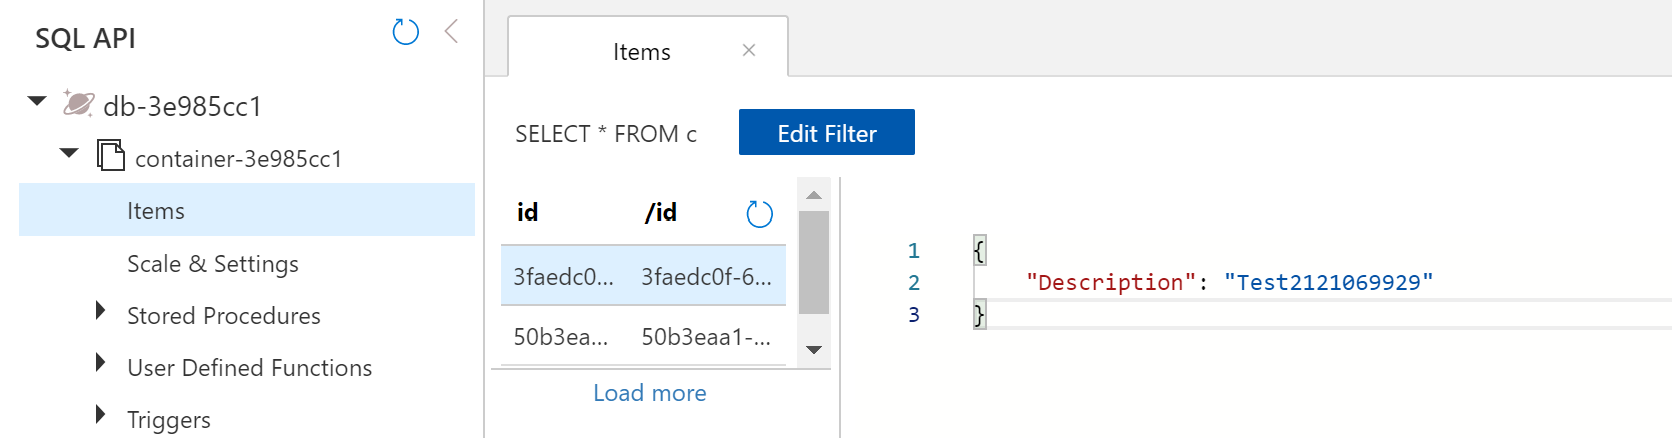 SQL API
db-3e985cc1
container-3e985cc1
Items
Scale & Settings
Stored Procedures
User Defined Functions
Triggers
Items
SELECT * FROM c
Edit Filter
id /id
3faedc0... 3faedc0f-6...
50b3ea... 50b3eaa1-...
Load more
1 {
2 "Description": "Test2121069929"
3 }